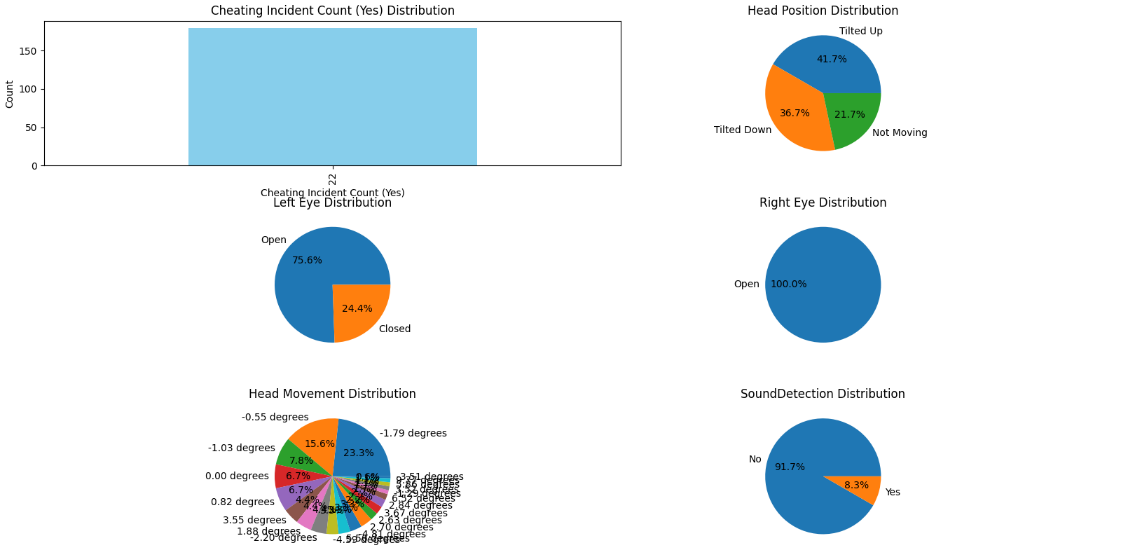 Cheating Incident Count (Yes) Distribution
150
100
50
0
Count
22
Cheating Incident Count (Yes)
Head Position Distribution
Tilted Up
41.7%
36.7%
21.7%
Tilted Down
Not Moving
Left Eye Distribution
Open
75.6%
24.4%
Closed
Right Eye Distribution
Open
100.0%
Head Movement Distribution
-0.55 degrees
-1.79 degrees
15.6%
23.3%
-1.03 degrees
7.8%
0.00 degrees
6.7%
6.7%
0.82 degrees
4.4%
3.55 degrees
1.88 degrees
-2.20 degrees
-3.51 degrees
2.84 degrees
3.67 degrees
2.63 degrees
2.70 degrees
SoundDetection Distribution
No
91.7%
8.3%
Yes